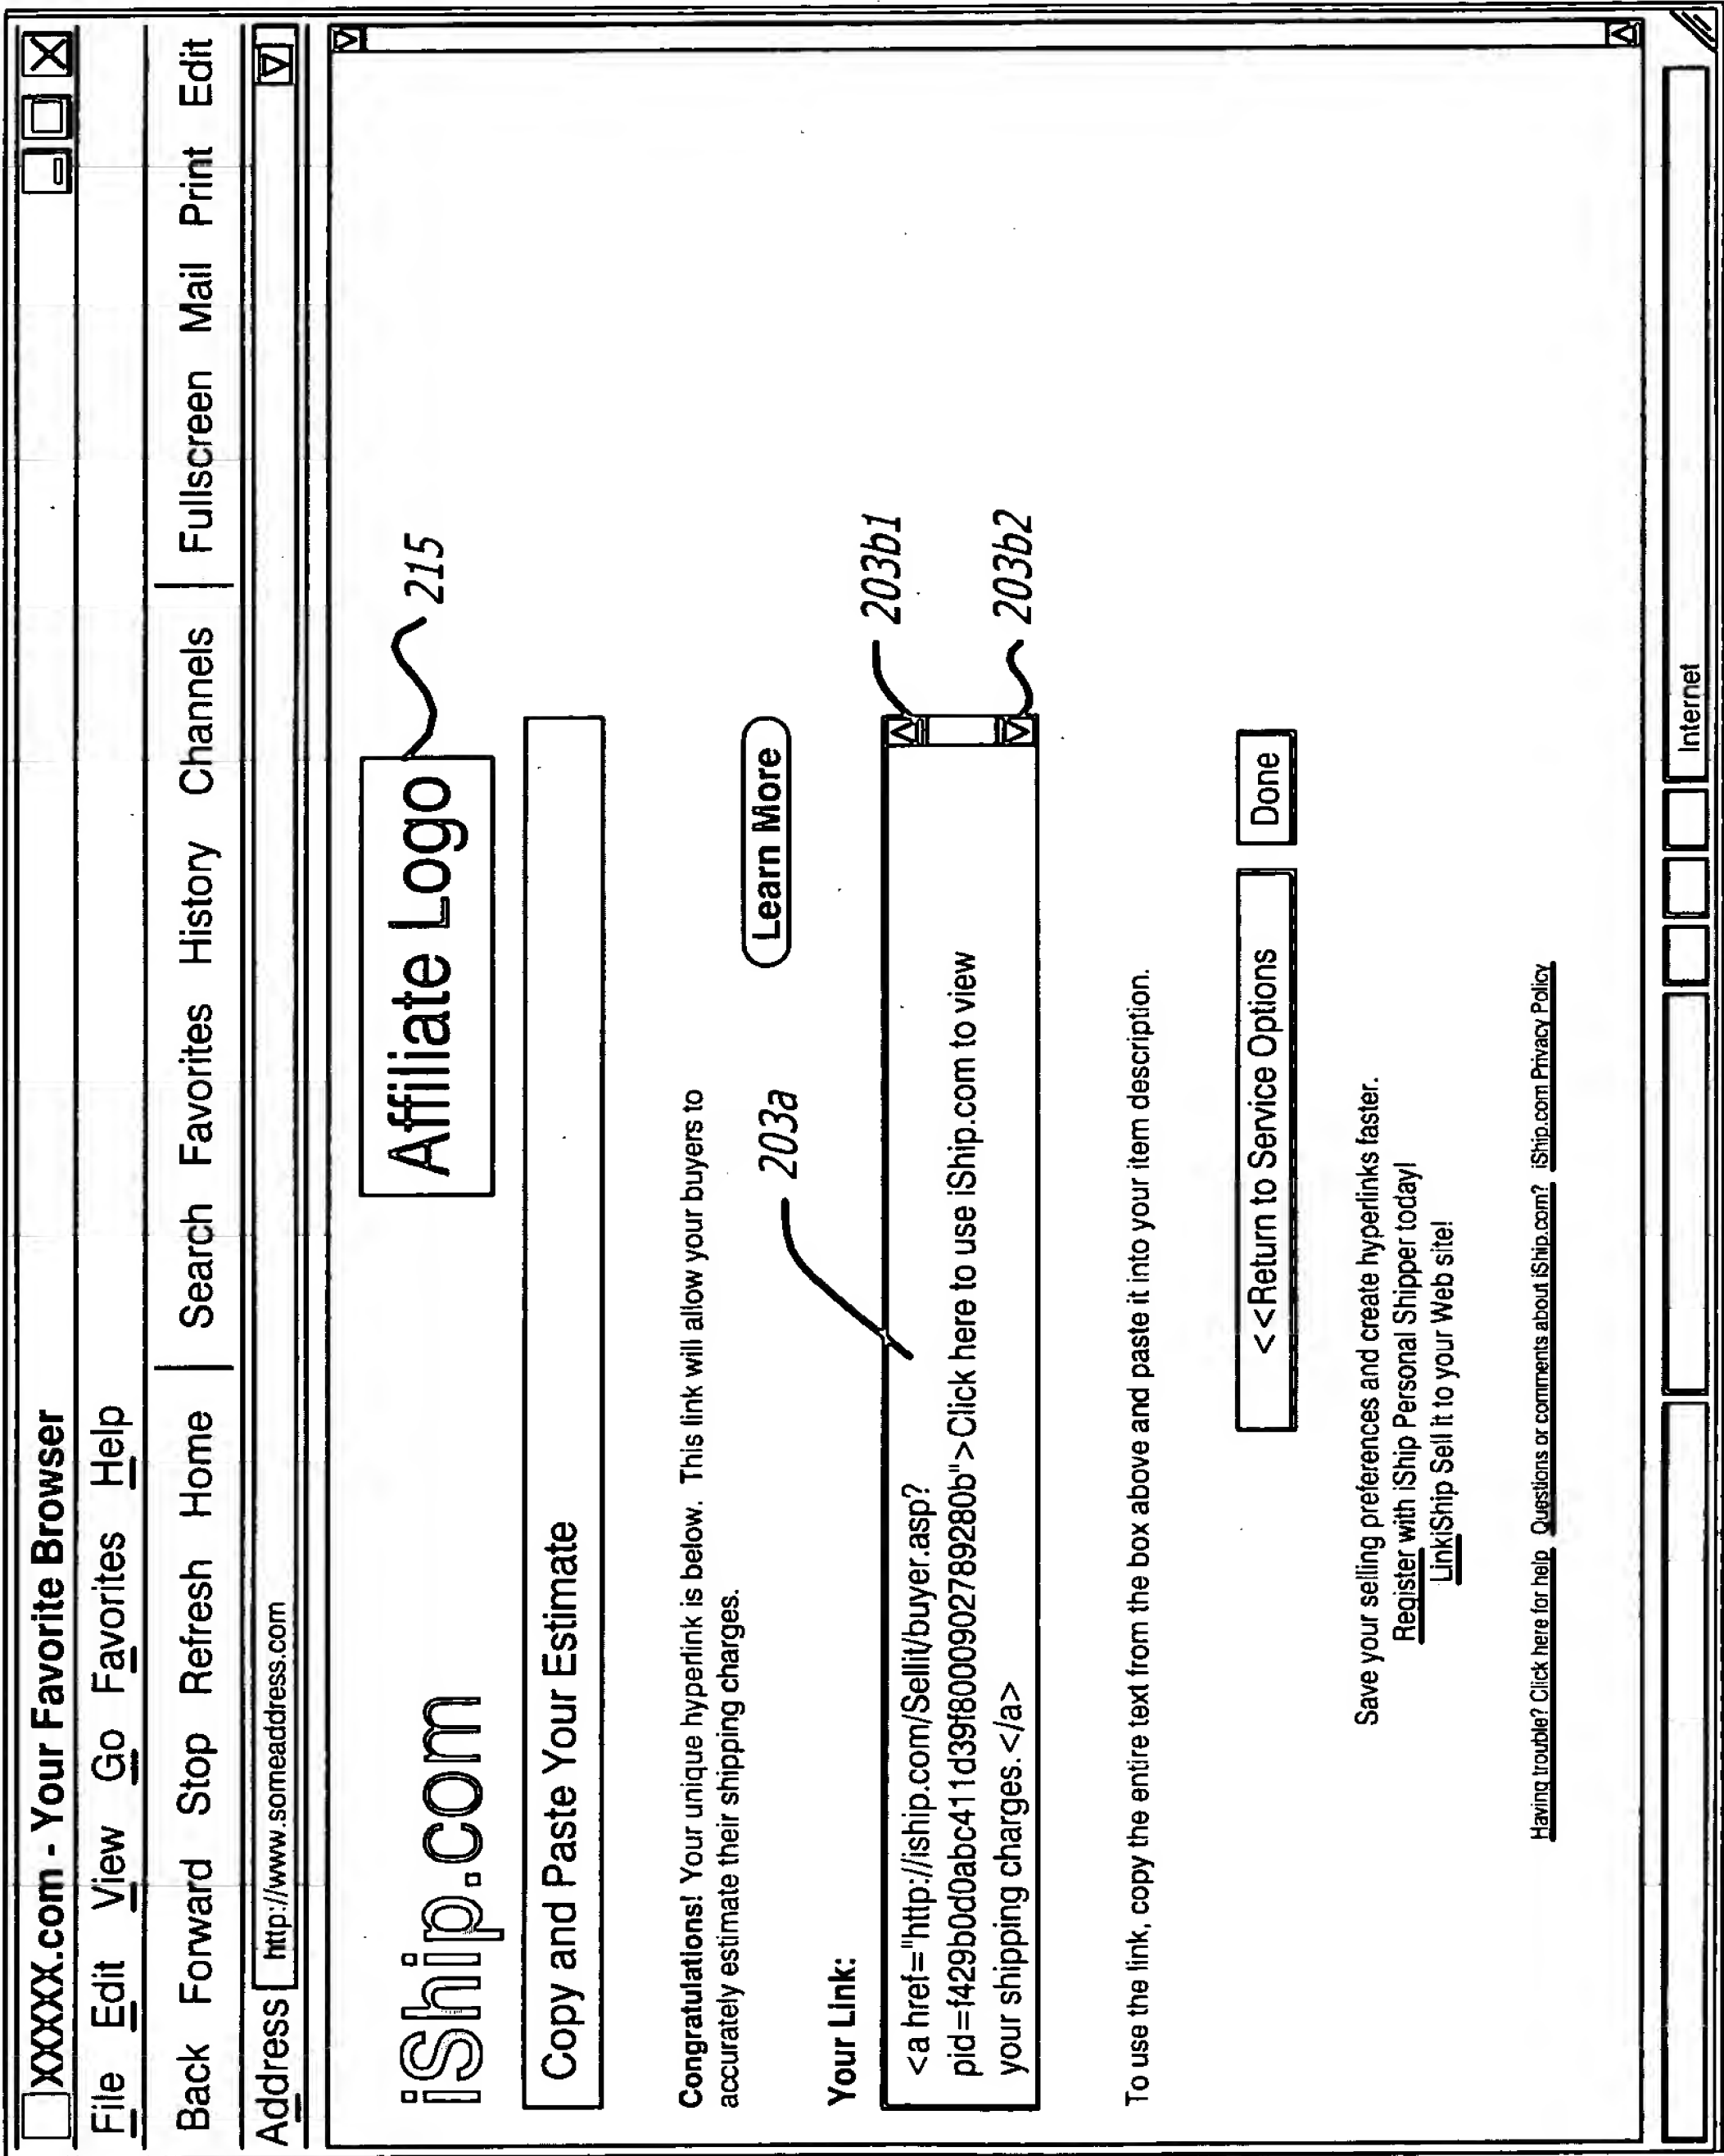 XXXXX.com - Your Favorite Browser
File Edit View Go Favorites Help
Back Forward Stop Refresh Home Search Favorites History Channels Fullscreen Mail Print Edit
Address http://www.someaddress.com
iShip.com
Affiliate Logo
215
Copy and Paste Your Estimate
Congratulations! Your unique hyperlink is below. This link will allow your buyers to
accurately estimate their shipping charges.
Learn More
203a
Your Link:
203b1
<a href="http://iship.com/Sellit/buyer.asp?
pid=f429b0d0abc411d39f8000902789280b">Click here to use iShip.com to view
your shipping charges.</a>
203b2
To use the link, copy the entire text from the box above and paste it into your item description.
<<Return to Service Options Done
Save your selling preferences and create hyperlinks faster.
Register with iShip Personal Shipper today!
LinkiShip Sell It to your Web site!
Having trouble? Click here for help Questions or comments about iShip.com? iShip.com Privacy Policy
Internet